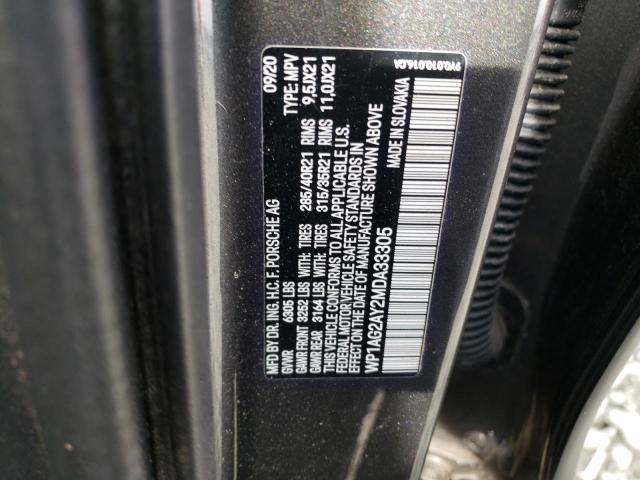 MFD BY DR. ING. H.C. F. PORSCHE AG 09/20
GVWR 6305 LBS TYPE: MPV
GAWR FRONT 3252 LBS WITH: TIRES 285/40R21 RIMS 9,5JX21
GAWR REAR 3164 LBS WITH: TIRES 315/35R21 RIMS 11,0JX21
THIS VEHICLE CONFORMS TO ALL APPLICABLE U.S.
FEDERAL MOTOR VEHICLE SAFETY STANDARDS IN
EFFECT ON THE DATE OF MANUFACTURE SHOWN ABOVE
WP1AG2AY2MDA33305 MADE IN SLOVAKIA
9Y0.010.016.QA